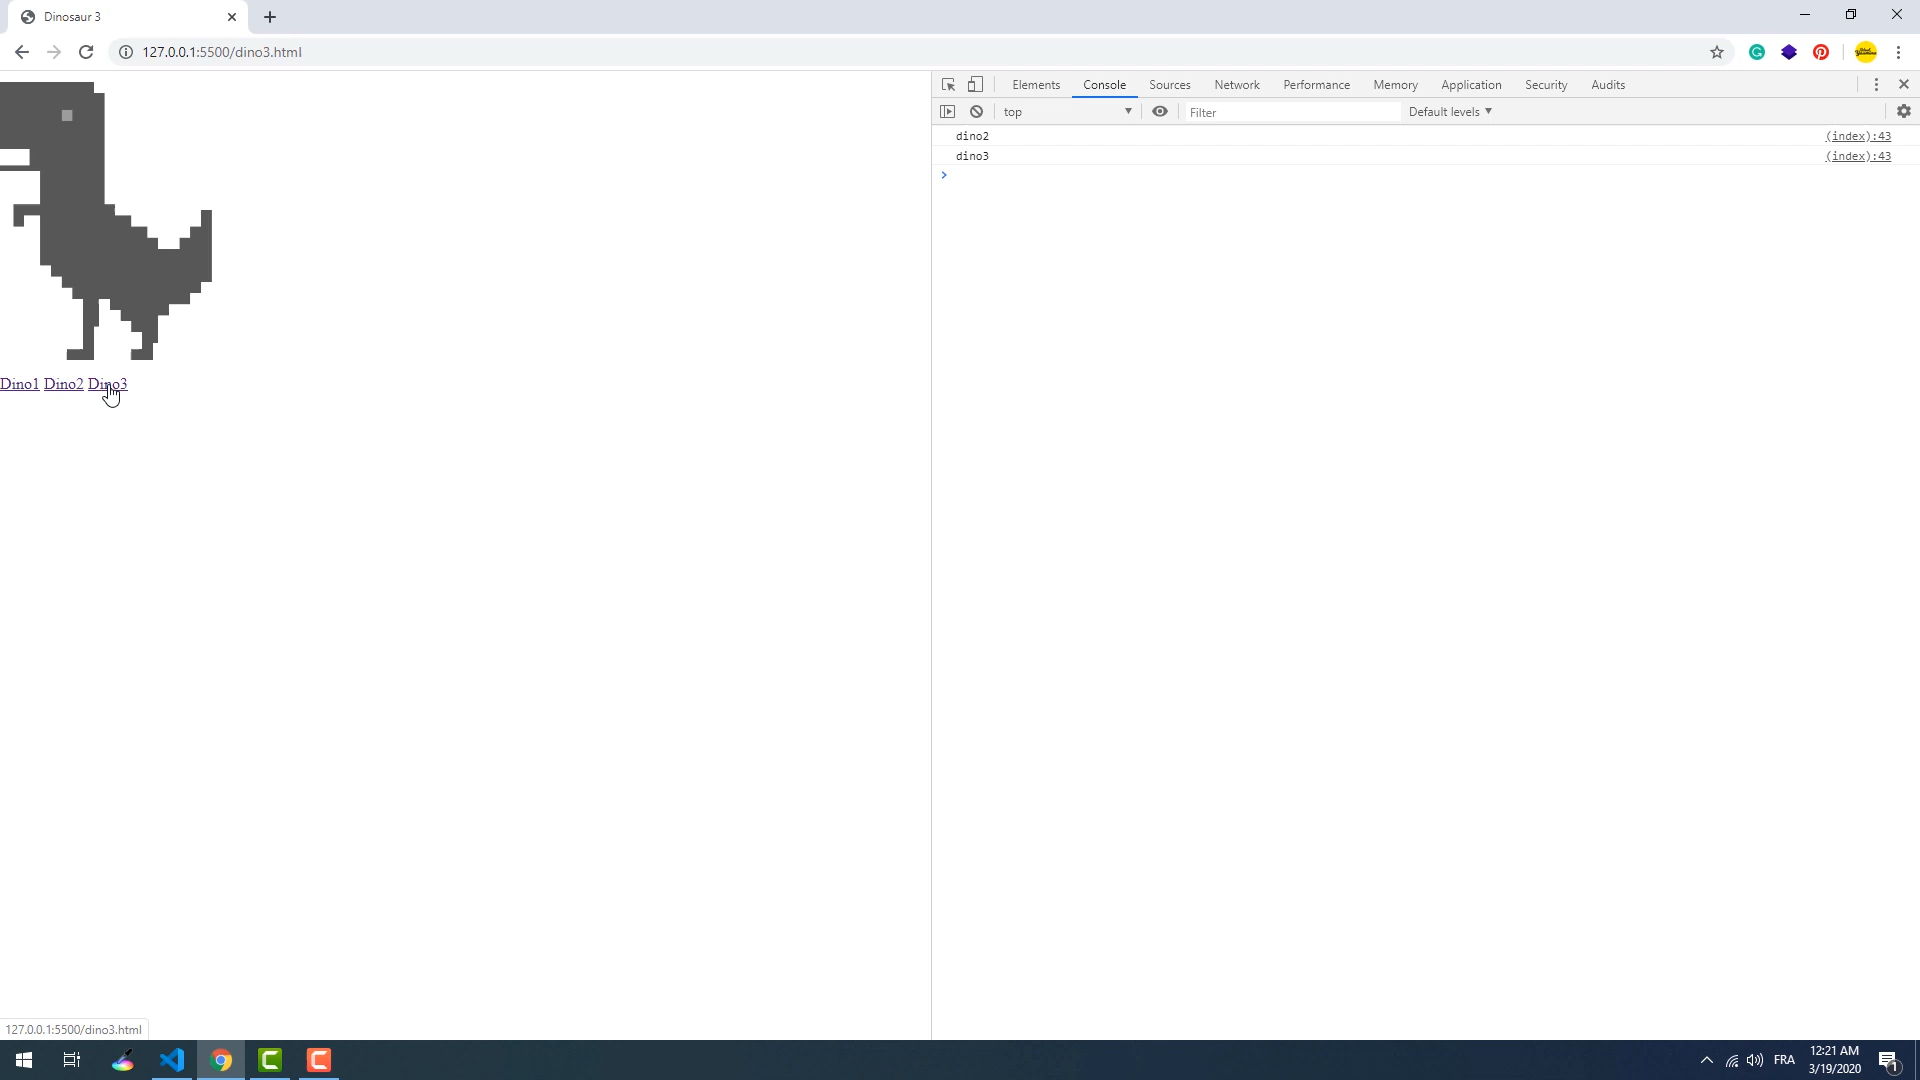 Dinosaur 3
127.0.0.1:5500/dino3.html
Elements Console Sources Network Performance Memory Application Security Audits
top Filter Default levels
dino2 (index):43
dino3 (index):43
Dino1 Dino2 Dino3
127.0.0.1:5500/dino3.html
FRA 12:21 AM
3/19/2020
1